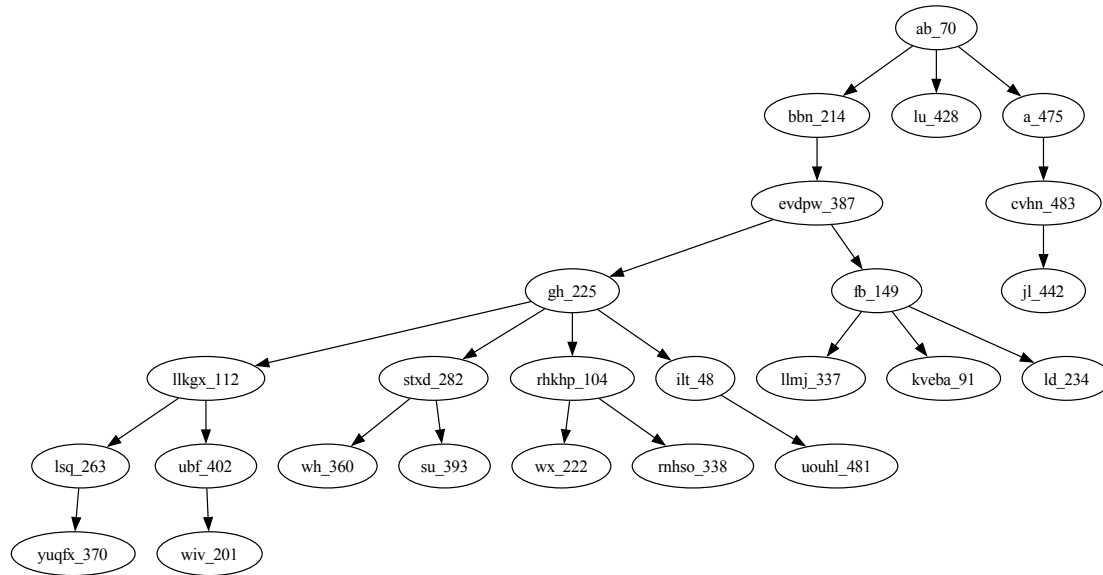 ab_70
bbn_214
lu_428
a_475
evdpw_387
cvhn_483
gh_225
fb_149
jl_442
llkgx_112
stxd_282
rhkhp_104
ilt_48
llmj_337
kveba_91
ld_234
lsq_263
ubf_402
wh_360
su_393
wx_222
rnhso_338
uouhl_481
yuqfx_370
wiv_201